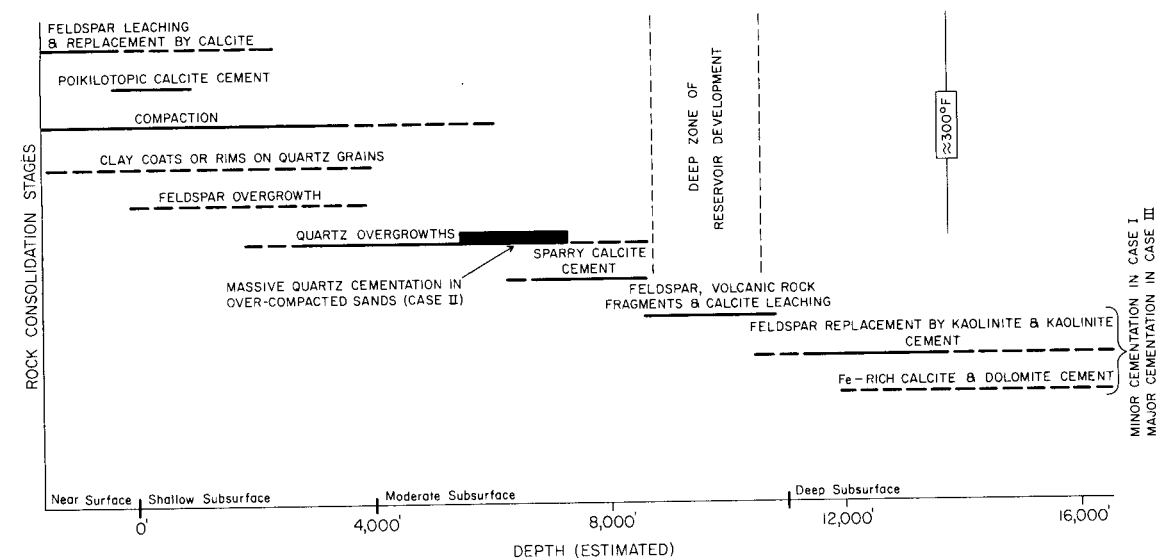 FELDSPAR LEACHING
& REPLACEMENT BY CALCITE
POIKILOTOPIC CALCITE CEMENT
COMPACTION
CLAY COATS OR RIMS ON QUARTZ GRAINS
FELDSPAR OVERGROWTH
QUARTZ OVERGROWTHS
MASSIVE QUARTZ CEMENTATION IN
OVER-COMPACTED SANDS (CASE II)
SPARRY CALCITE
CEMENT
DEEP ZONE OF
RESERVOIR DEVELOPMENT
≈300°F
FELDSPAR, VOLCANIC ROCK
FRAGMENTS & CALCITE LEACHING
FELDSPAR REPLACEMENT BY KAOLINITE & KAOLINITE
CEMENT
Fe-RICH CALCITE & DOLOMITE CEMENT
MINOR CEMENTATION IN CASE I
MAJOR CEMENTATION IN CASE III
ROCK CONSOLIDATION STAGES
Near Surface
Shallow Subsurface
Moderate Subsurface
Deep Subsurface
0'
4,000'
8,000'
12,000'
16,000'
DEPTH (ESTIMATED)